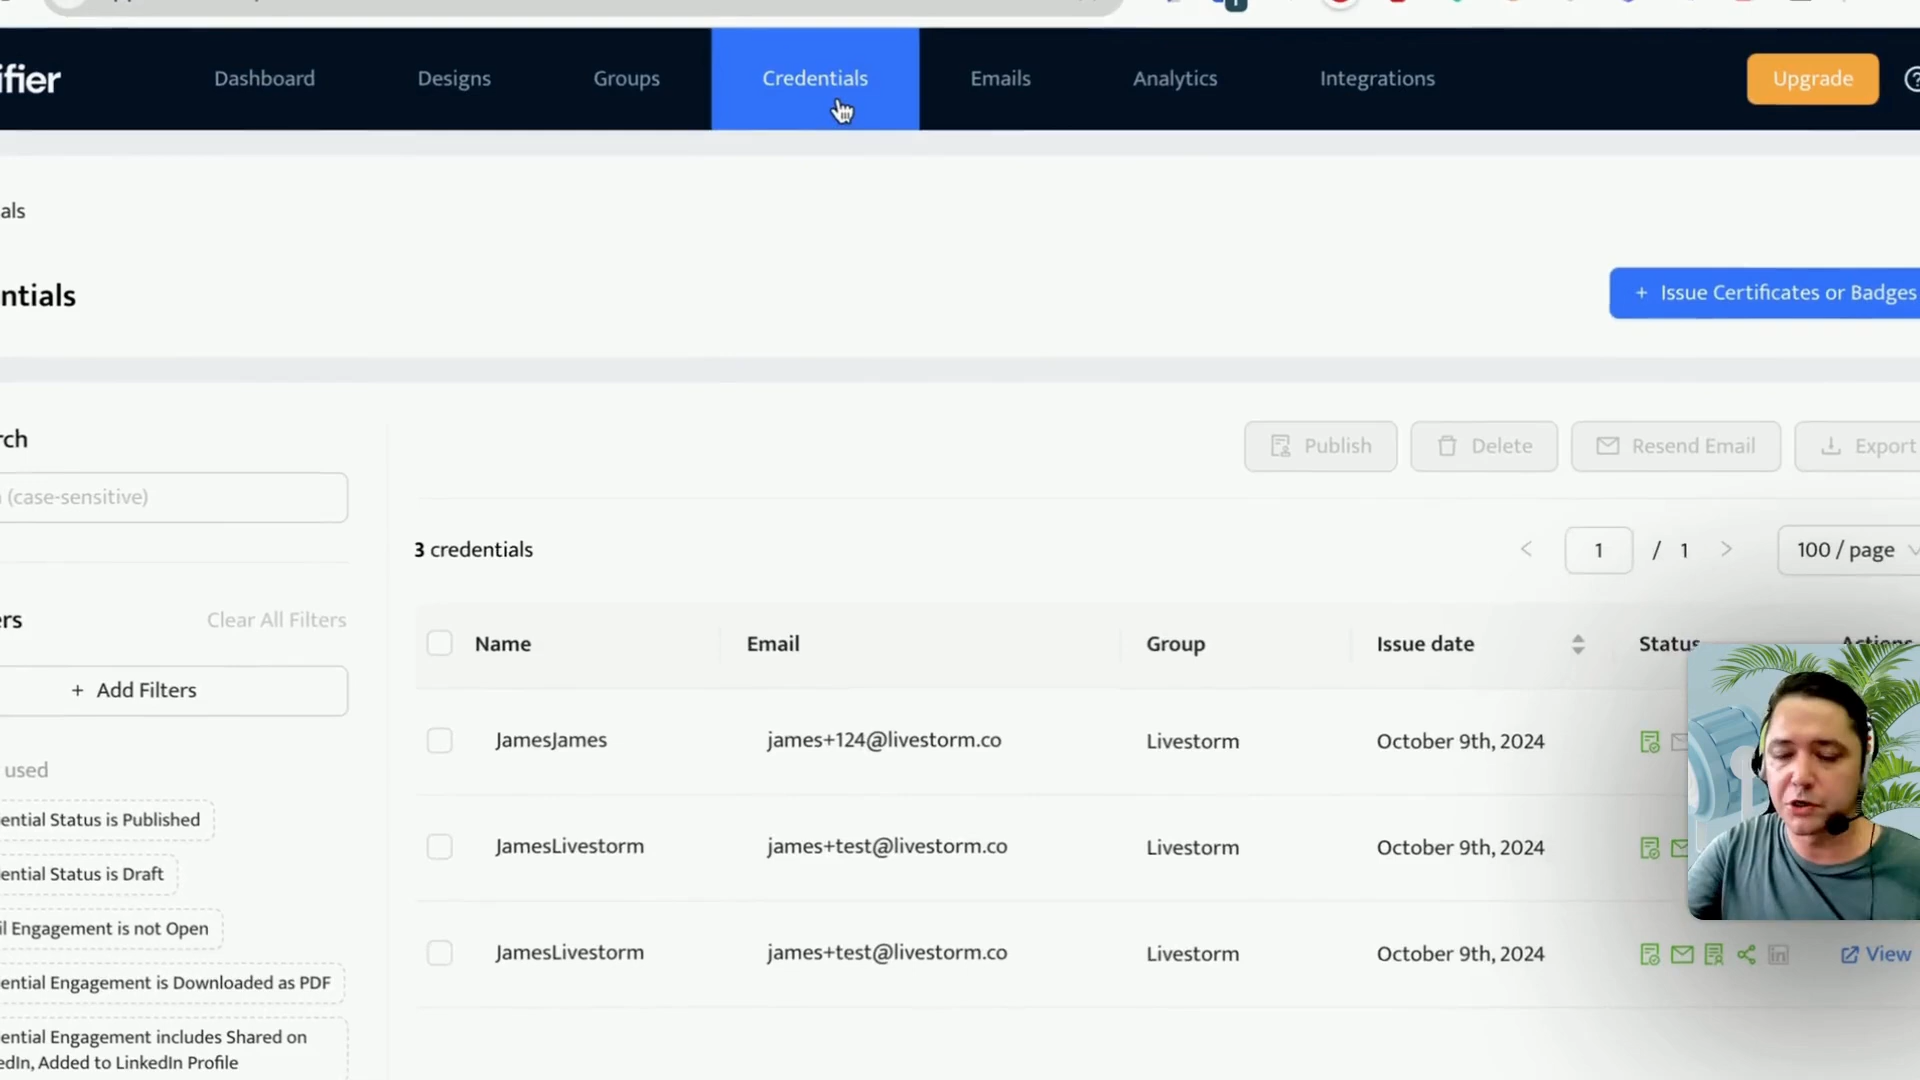 ifier
Dashboard
Designs
Groups
Credentials
Emails
Analytics
Integrations
Upgrade
als
ntials
+ Issue Certificates or Badges
rch
(case-sensitive)
Publish
Delete
Resend Email
Export
3 credentials
1 / 1
100 / page
ers
Clear All Filters
+ Add Filters
used
ential Status is Published
ential Status is Draft
il Engagement is not Open
ential Engagement is Downloaded as PDF
ential Engagement includes Shared on
edIn, Added to LinkedIn Profile
Name Email Group Issue date Status Actions
JamesJames james+124@livestorm.co Livestorm October 9th, 2024
JamesLivestorm james+test@livestorm.co Livestorm October 9th, 2024
JamesLivestorm james+test@livestorm.co Livestorm October 9th, 2024 in View